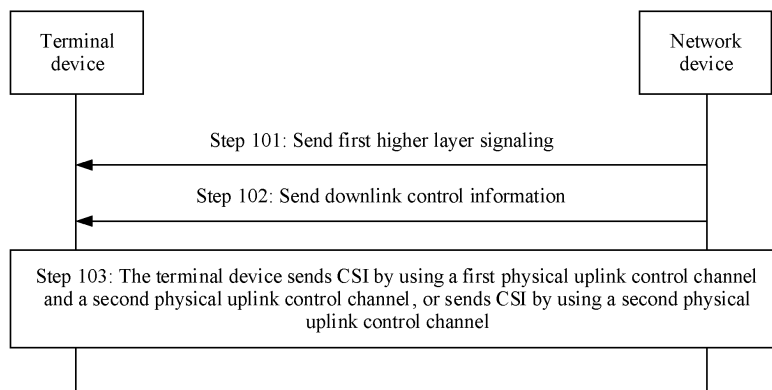 Terminal
device
Network
device
Step 101: Send first higher layer signaling
Step 102: Send downlink control information
Step 103: The terminal device sends CSI by using a first physical uplink control channel
and a second physical uplink control channel, or sends CSI by using a second physical
uplink control channel